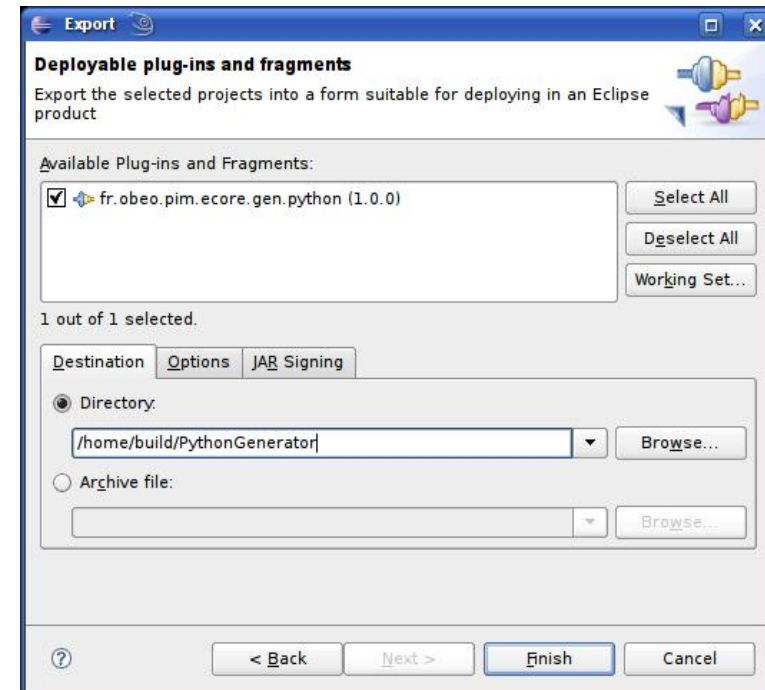 Export
Deployable plug-ins and fragments
Export the selected projects into a form suitable for deploying in an Eclipse
product
Available Plug-ins and Fragments:
fr.obeo.pim.ecore.gen.python (1.0.0)
Select All
Deselect All
Working Set...
1 out of 1 selected.
Destination Options JAR Signing
Directory:
/home/build/PythonGenerator
Browse...
Archive file:
Browse...
? < Back Next > Finish Cancel